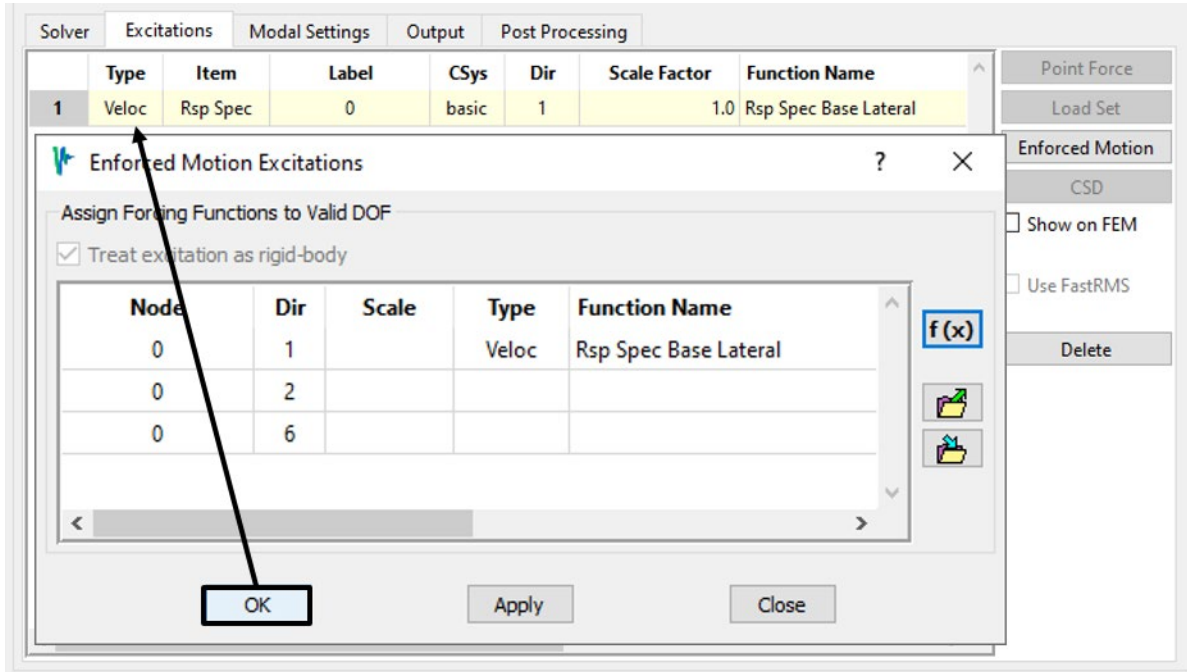 Solver Excitations Modal Settings Output Post Processing
Type Item Label CSys Dir Scale Factor Function Name
1 Veloc Rsp Spec 0 basic 1 1.0 Rsp Spec Base Lateral
Point Force
Load Set
Enforced Motion
CSD
Show on FEM
Use FastRMS
Delete
Enforced Motion Excitations ?
Assign Forcing Functions to Valid DOF
Treat excitation as rigid-body
Node Dir Scale Type Function Name
0 1 Veloc Rsp Spec Base Lateral
0 2
0 6
f (x)
OK Apply Close